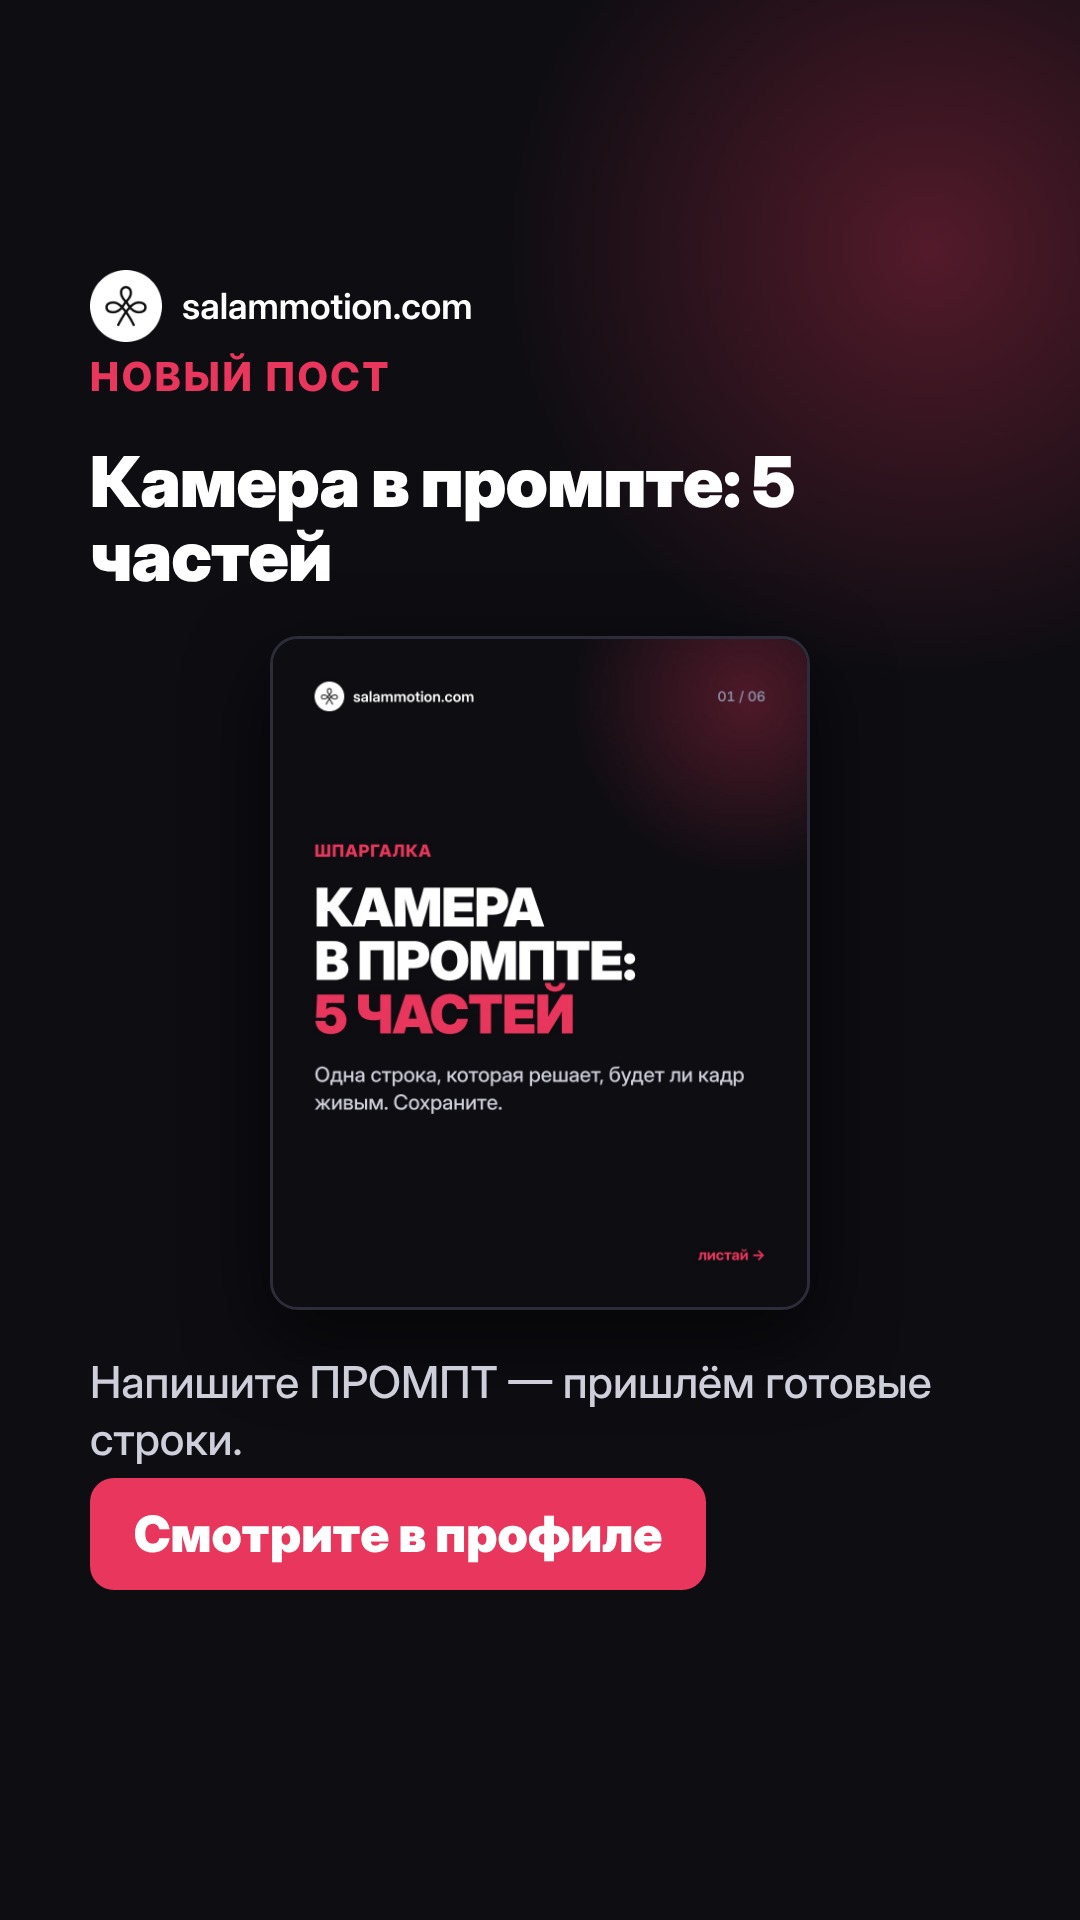 salammotion.com
НОВЫЙ ПОСТ
Камера в промпте: 5
частей
salammotion.com
01 / 06
ШПАРГАЛКА
КАМЕРА
В ПРОМПТЕ:
5 ЧАСТЕЙ
Одна строка, которая решает, будет ли кадр
живым. Сохраните.
листай →
Напишите ПРОМПТ — пришлём готовые
строки.
Смотрите в профиле